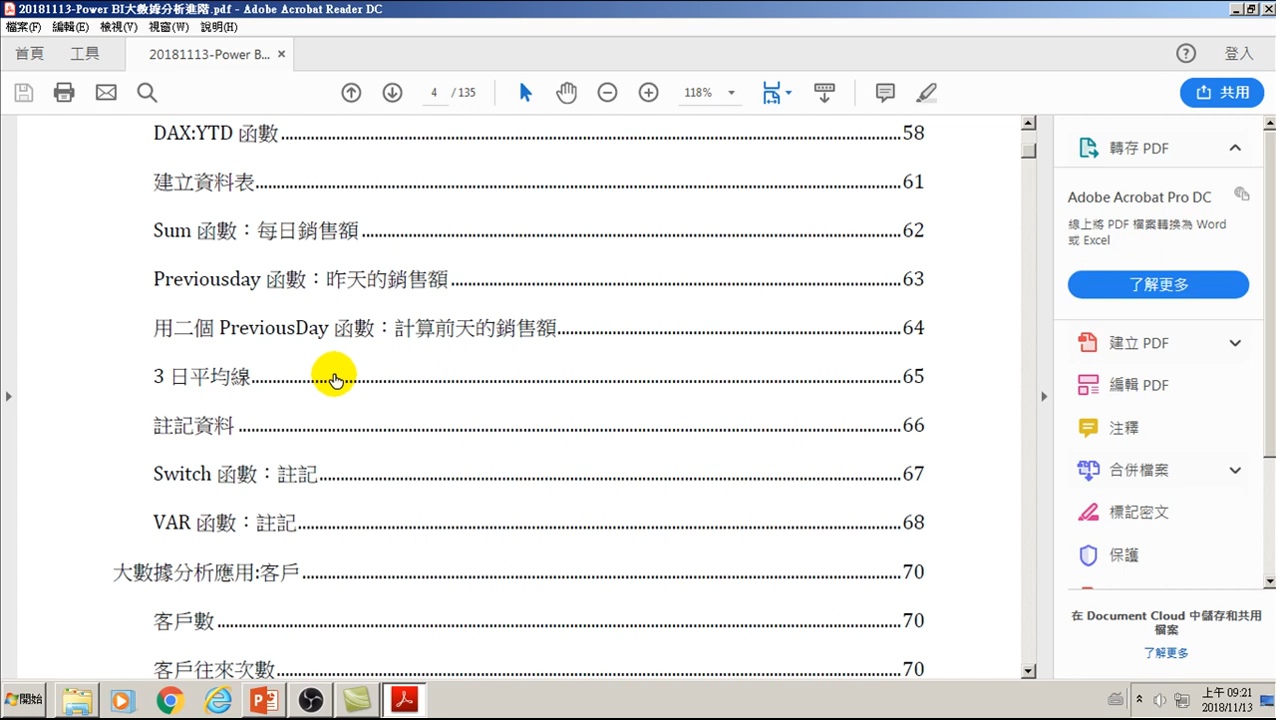 20181113-Power BI大數據分析進階.pdf - Adobe Acrobat Reader DC
檔案(F) 編輯(E) 檢視(V) 視窗(W) 說明(H)
首頁 工具 20181113-Power B... × 登入
4 / 135 118% 共用
DAX:YTD 函數 58
建立資料表 61
Sum 函數：每日銷售額 62
Previousday 函數：昨天的銷售額 63
用二個 PreviousDay 函數：計算前天的銷售額 64
3 日平均線 65
註記資料 66
Switch 函數：註記 67
VAR 函數：註記 68
大數據分析應用:客戶 70
客戶數 70
客戶往來次數 70
轉存 PDF
Adobe Acrobat Pro DC
線上將 PDF 檔案轉換為 Word
或 Excel
了解更多
建立 PDF
編輯 PDF
注釋
合併檔案
標記密文
保護
在 Document Cloud 中儲存和共用
檔案
了解更多
開始
上午 09:21
2018/11/13